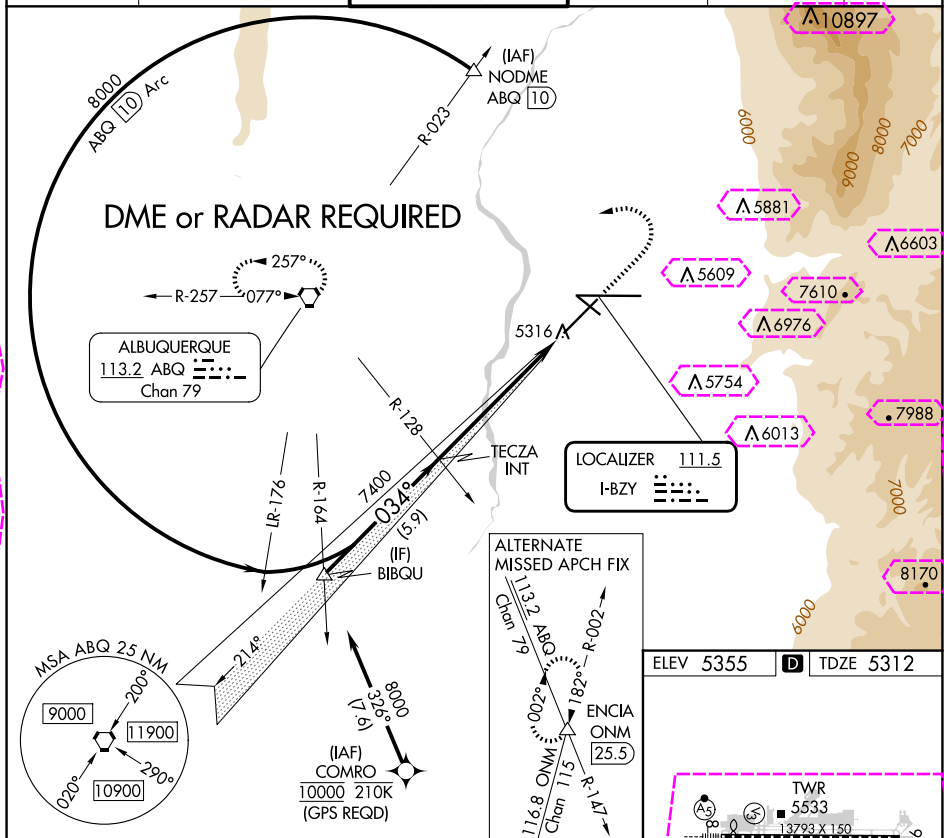 10897
(IAF)
NODME
ABQ 10
8000
ABQ 10 Arc
R-023
6000
9000
8000
7000
DME or RADAR REQUIRED
5881
6603
5609
7610
6976
257°
R-257
077°
5316
ALBUQUERQUE
113.2 ABQ
Chan 79
5754
7988
6013
R-128
TECZA
INT
LOCALIZER 111.5
I-BZY
7000
LR-176
R-164
7400
034°
(5.9)
(IF)
BIBQU
8170
6000
ALTERNATE
MISSED APCH FIX
113.2 ABQ
Chan 79
R-002
002°
182°
ENCIA
ONM
25.5
116.8 ONM
Chan 115
R-147
214°
MSA ABQ 25 NM
200°
9000
11900
020°
290°
10900
8000
326°
(7.6)
(IAF)
COMRO
10000 210K
(GPS REQD)
ELEV 5355 D TDZE 5312
TWR
5533
A5
8
V3
13793 X 150